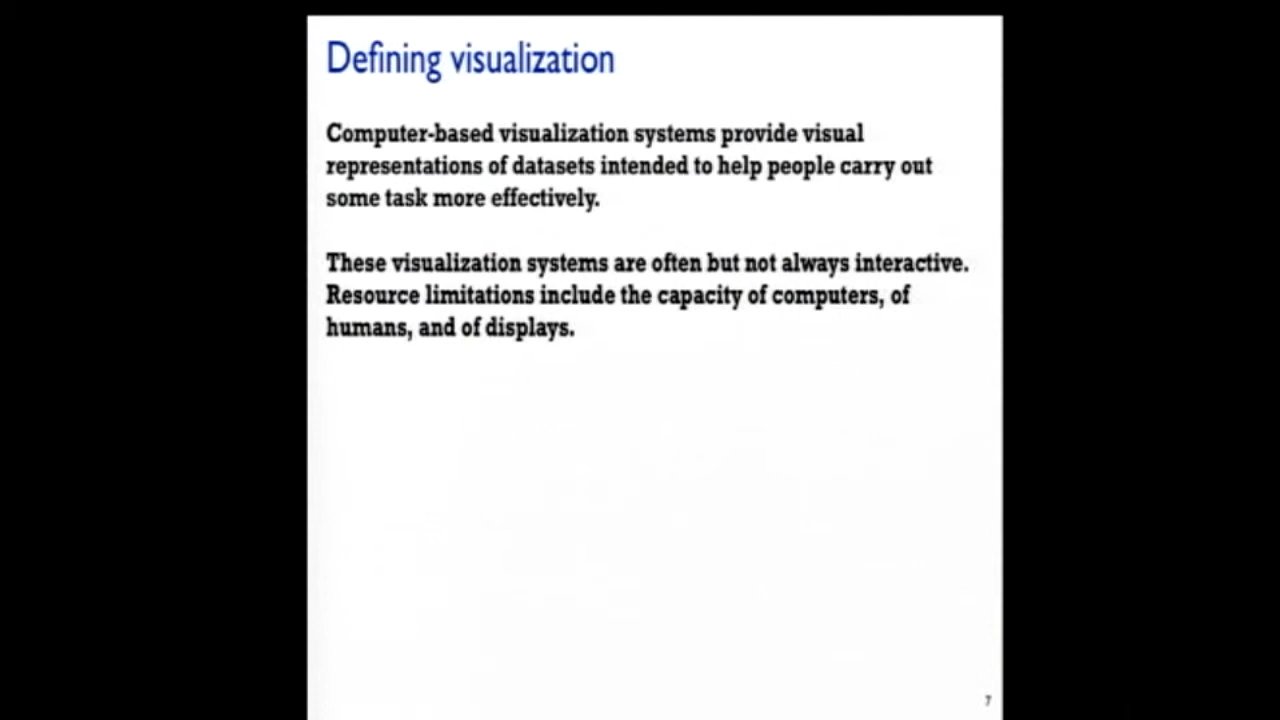 Defining visualization
Computer-based visualization systems provide visual
representations of datasets intended to help people carry out
some task more effectively.
These visualization systems are often but not always interactive.
Resource limitations include the capacity of computers, of
humans, and of displays.
7